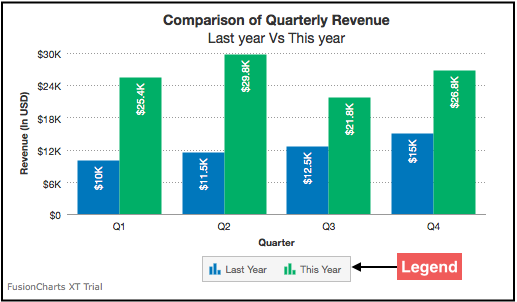 Comparison of Quarterly Revenue
Last year Vs This year
Revenue (In USD)
$30K
$24K
$18K
$12K
$6K
$0
$10K
$25.4K
$11.5K
$29.8K
$12.5K
$21.8K
$15K
$26.8K
Q1 Q2 Q3 Q4
Quarter
Last Year This Year
Legend
FusionCharts XT Trial